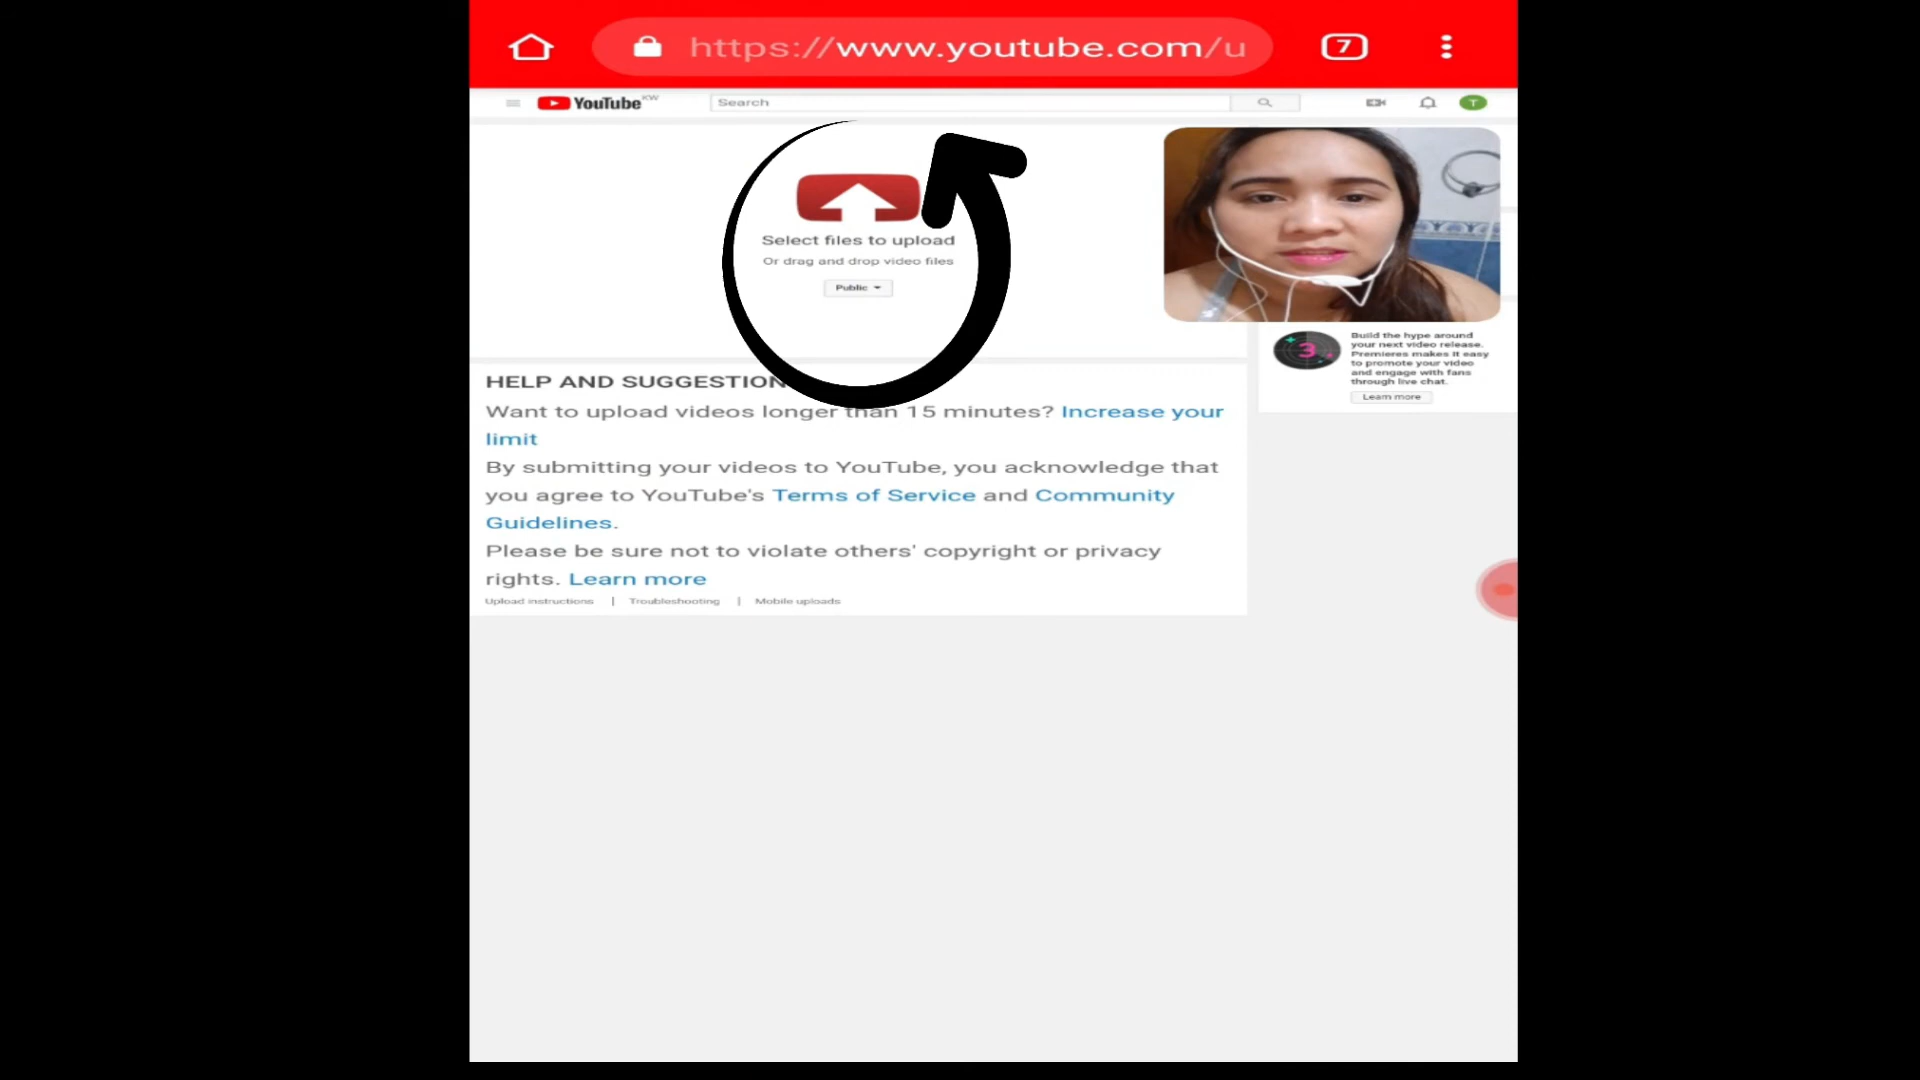 https://www.youtube.com/u
7
YouTube KW
Search
T
Select files to upload
Or drag and drop video files
Public
3
Build the hype around
your next video release.
Premieres makes it easy
to promote your video
and engage with fans
through live chat.
Learn more
HELP AND SUGGESTION
Want to upload videos longer than 15 minutes? Increase your
limit
By submitting your videos to YouTube, you acknowledge that
you agree to YouTube's Terms of Service and Community
Guidelines.
Please be sure not to violate others' copyright or privacy
rights. Learn more
Upload instructions | Troubleshooting | Mobile uploads